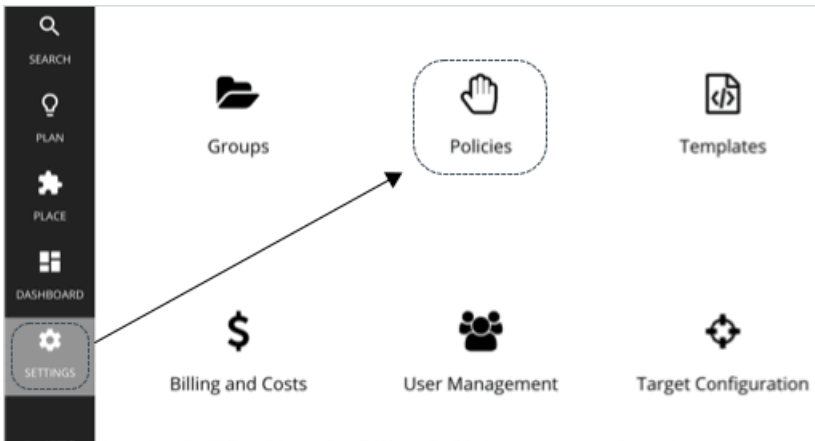 SEARCH
PLAN
PLACE
DASHBOARD
SETTINGS
Groups
Policies
Templates
Billing and Costs
User Management
Target Configuration